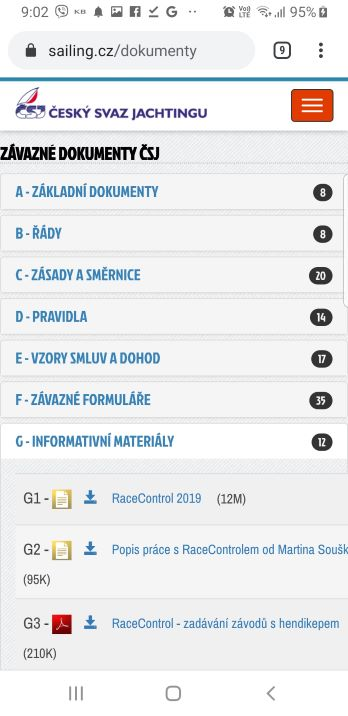 9:02 KB Voi) LTE 95%
sailing.cz/dokumenty 9
ČESKÝ SVAZ JACHTINGU
ZÁVAZNÉ DOKUMENTY ČSJ
A - ZÁKLADNÍ DOKUMENTY 8
B - ŘÁDY 8
C - ZÁSADY A SMĚRNICE 20
D - PRAVIDLA 14
E - VZORY SMLUV A DOHOD 17
F - ZÁVAZNÉ FORMULÁŘE 35
G - INFORMATIVNÍ MATERIÁLY 12
G1 - RaceControl 2019 (12M)
G2 - Popis práce s RaceControlem od Martina Soušk
(95K)
G3 - RaceControl - zadávání závodů s hendikepem
(210K)